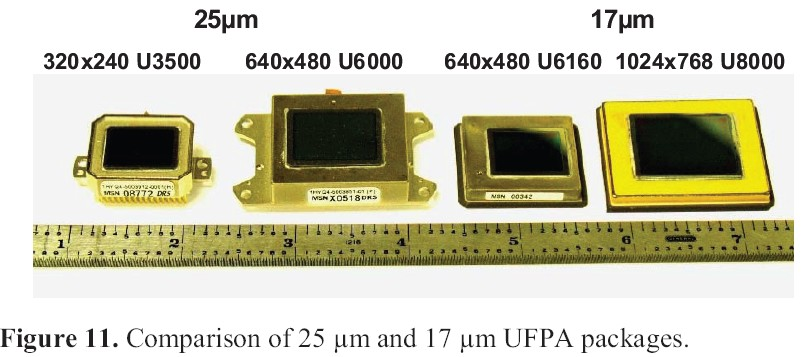 25µm 17µm
320x240 U3500 640x480 U6000 640x480 U6160 1024x768 U8000
MSN 08772 DRS
MSN X0518 DRS
MSN 00342
1 2 3 4 5 6 7
Figure 11. Comparison of 25 µm and 17 µm UFPA packages.